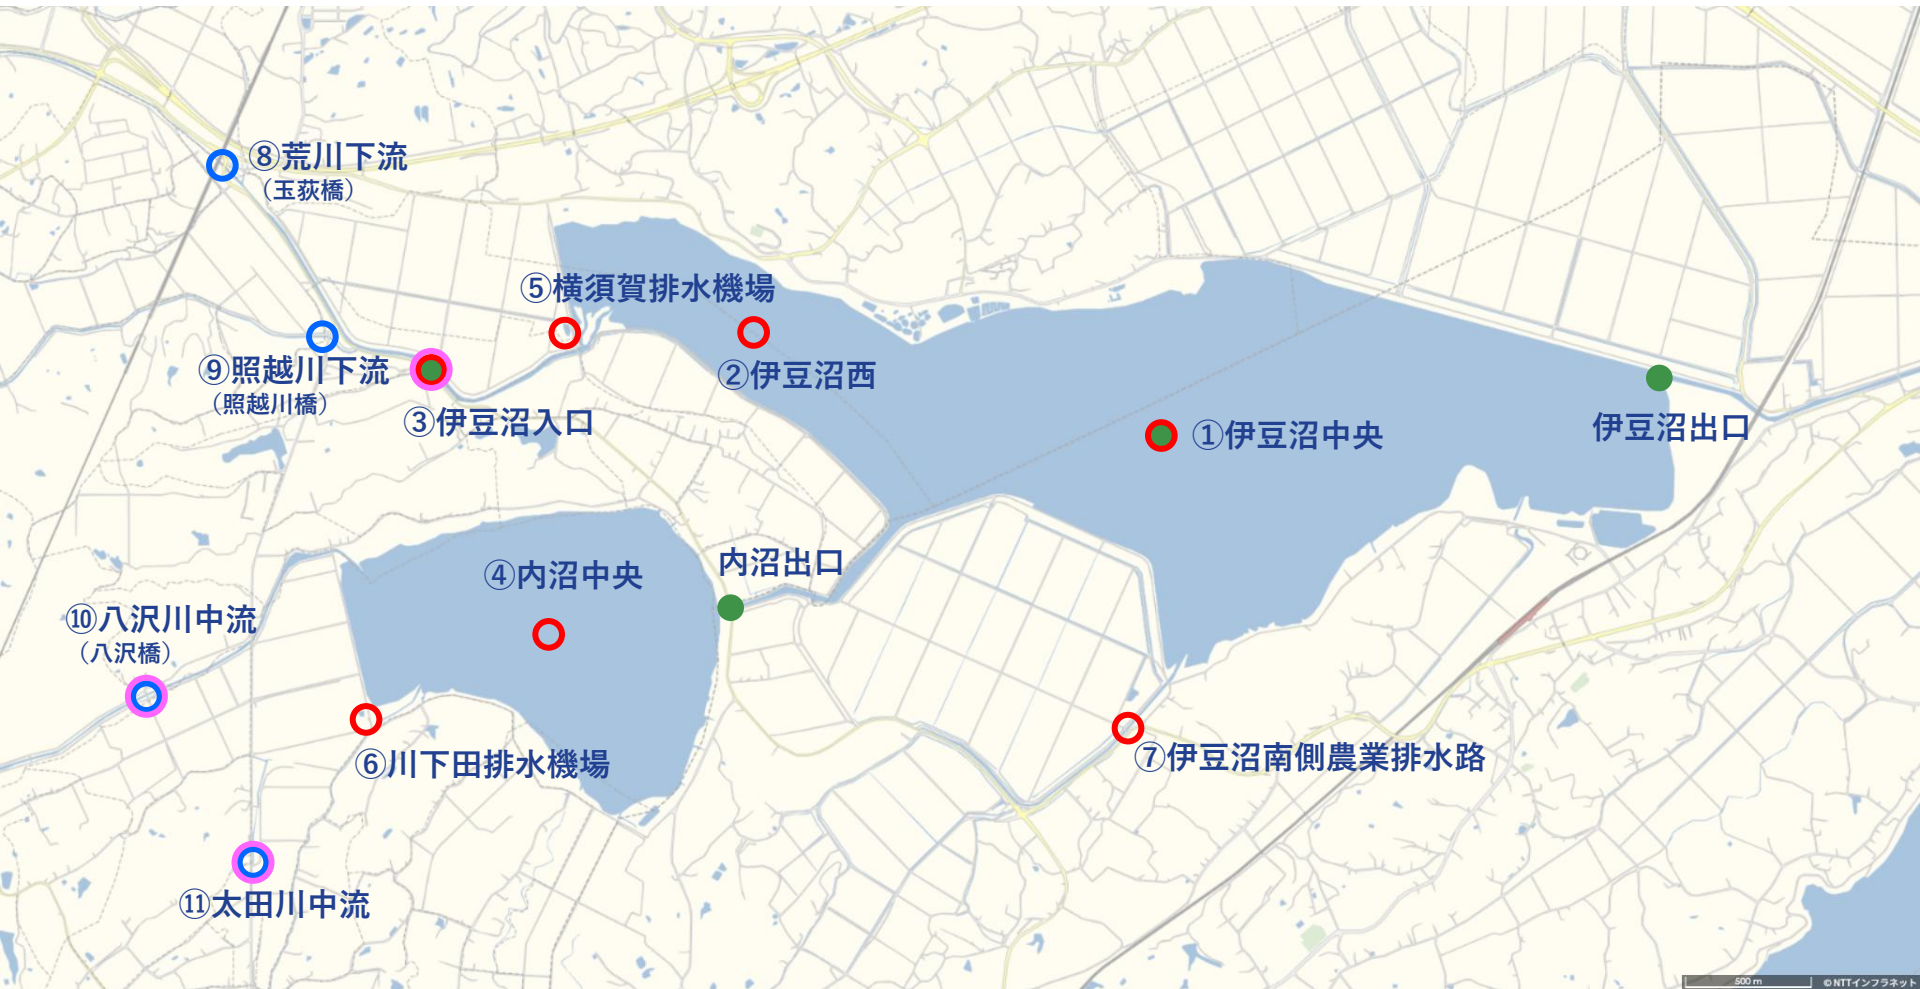 ⑧荒川下流
（玉荻橋）
⑤横須賀排水機場
⑨照越川下流
（照越川橋）
②伊豆沼西
③伊豆沼入口
①伊豆沼中央
伊豆沼出口
④内沼中央
内沼出口
⑩八沢川中流
（八沢橋）
⑥川下田排水機場
⑦伊豆沼南側農業排水路
⑪太田川中流
500 m
©NTTインフラネット